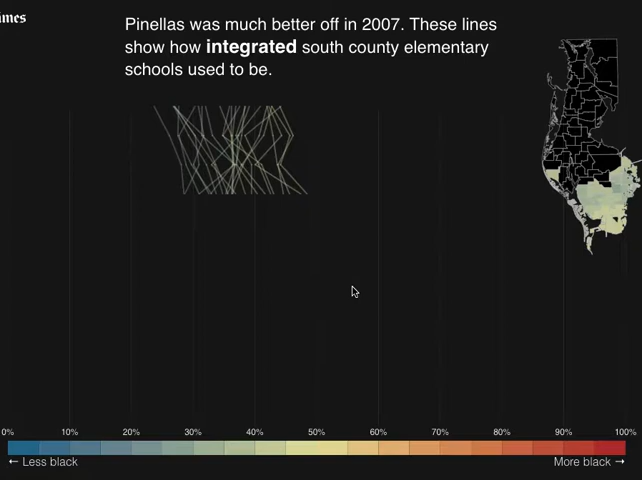 Pinellas was much better off in 2007. These lines
show how integrated south county elementary
schools used to be.
0% 10% 20% 30% 40% 50% 60% 70% 80% 90% 100%
← Less black More black →